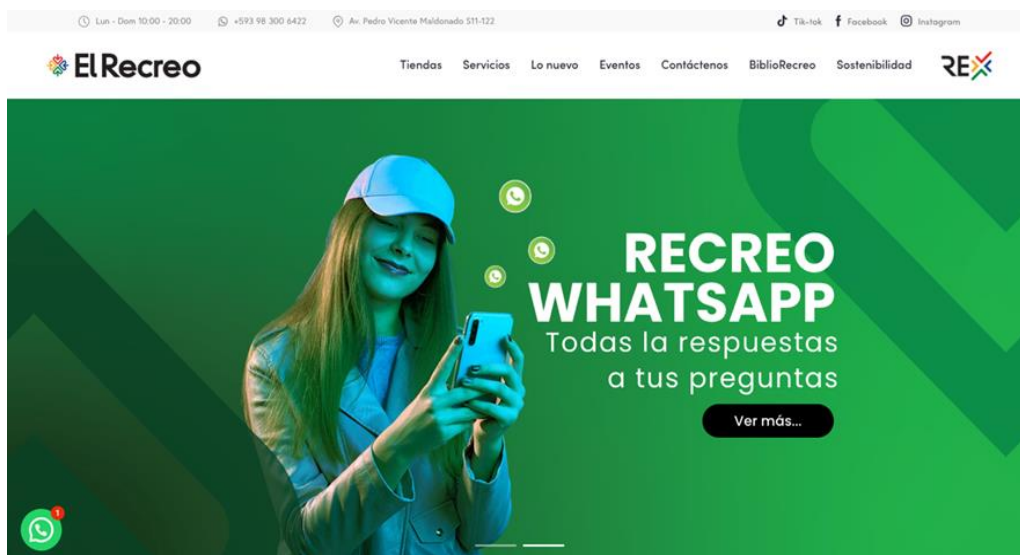 Lun - Dom 10:00 - 20:00 +593 98 300 6422 Av. Pedro Vicente Maldonado S11-122 Tik-tok Facebook Instagram
El Recreo Tiendas Servicios Lo nuevo Eventos Contáctenos BiblioRecreo Sostenibilidad REX
RECREO
WHATSAPP
Todas la respuestas
a tus preguntas
Ver más...
1